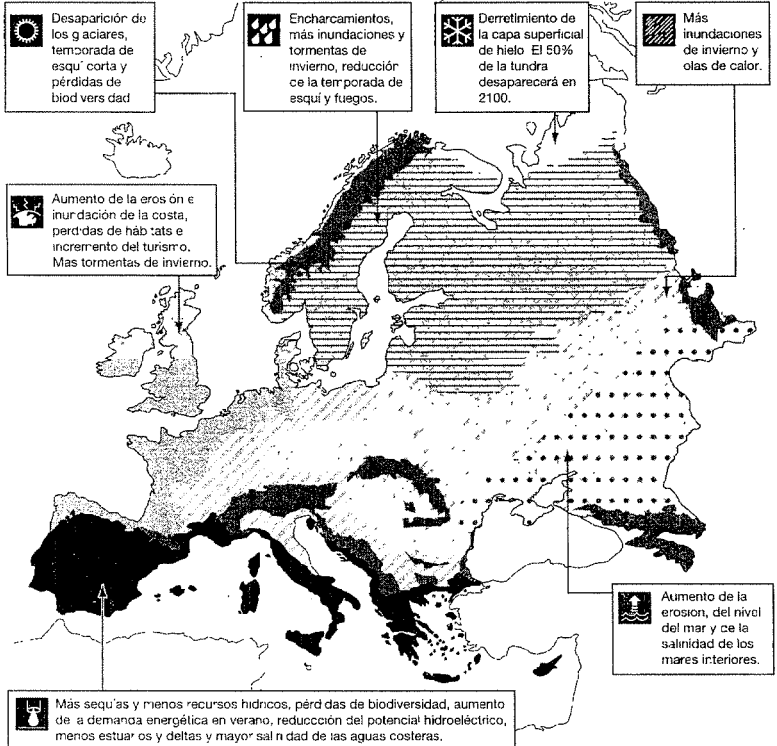 Desaparición de
los glaciares,
temporada de
esquí corta y
pérdidas de
biodiversidad
Encharcamientos,
más inundaciones y
tormentas de
invierno, reducción
de la temporada de
esquí y fuegos.
Derretimiento de
la capa superficial
de hielo El 50%
de la tundra
desaparecerá en
2100.
Más
inundaciones
de invierno y
olas de calor.
Aumento de la erosión e
inundación de la costa,
perdidas de hábitats e
incremento del turismo.
Mas tormentas de invierno.
Aumento de la
erosion, del nivel
del mar y de la
salinidad de los
mares interiores.
Más sequías y menos recursos hídricos, pérdidas de biodiversidad, aumento
de la demanda energética en verano, reduccción del potencial hidroeléctrico,
menos estuarios y deltas y mayor salinidad de las aguas costeras.